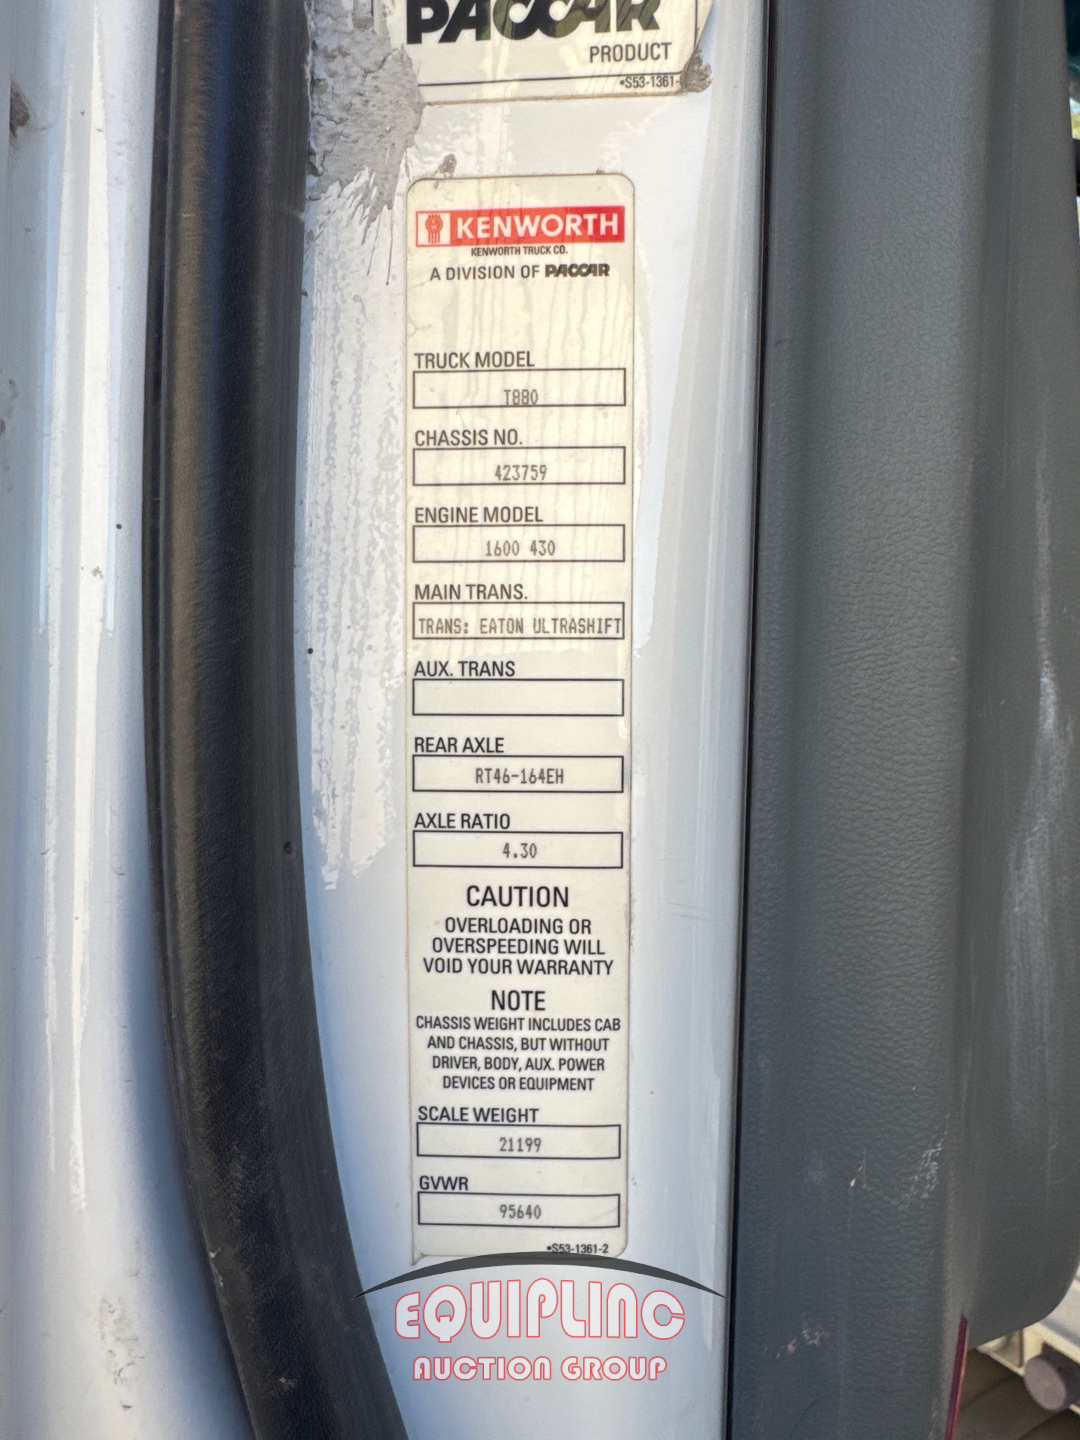 PACCAR
PRODUCT
•S53-1361-
KENWORTH
KENWORTH TRUCK CO.
A DIVISION OF PACCAR
TRUCK MODEL
T880
CHASSIS NO.
423759
ENGINE MODEL
1600 430
MAIN TRANS.
TRANS: EATON ULTRASHIFT
AUX. TRANS
REAR AXLE
RT46-164EH
AXLE RATIO
4.30
CAUTION
OVERLOADING OR
OVERSPEEDING WILL
VOID YOUR WARRANTY
NOTE
CHASSIS WEIGHT INCLUDES CAB
AND CHASSIS, BUT WITHOUT
DRIVER, BODY, AUX. POWER
DEVICES OR EQUIPMENT
SCALE WEIGHT
21199
GVWR
95640
•S53-1361-2
EQUIPLINC
AUCTION GROUP